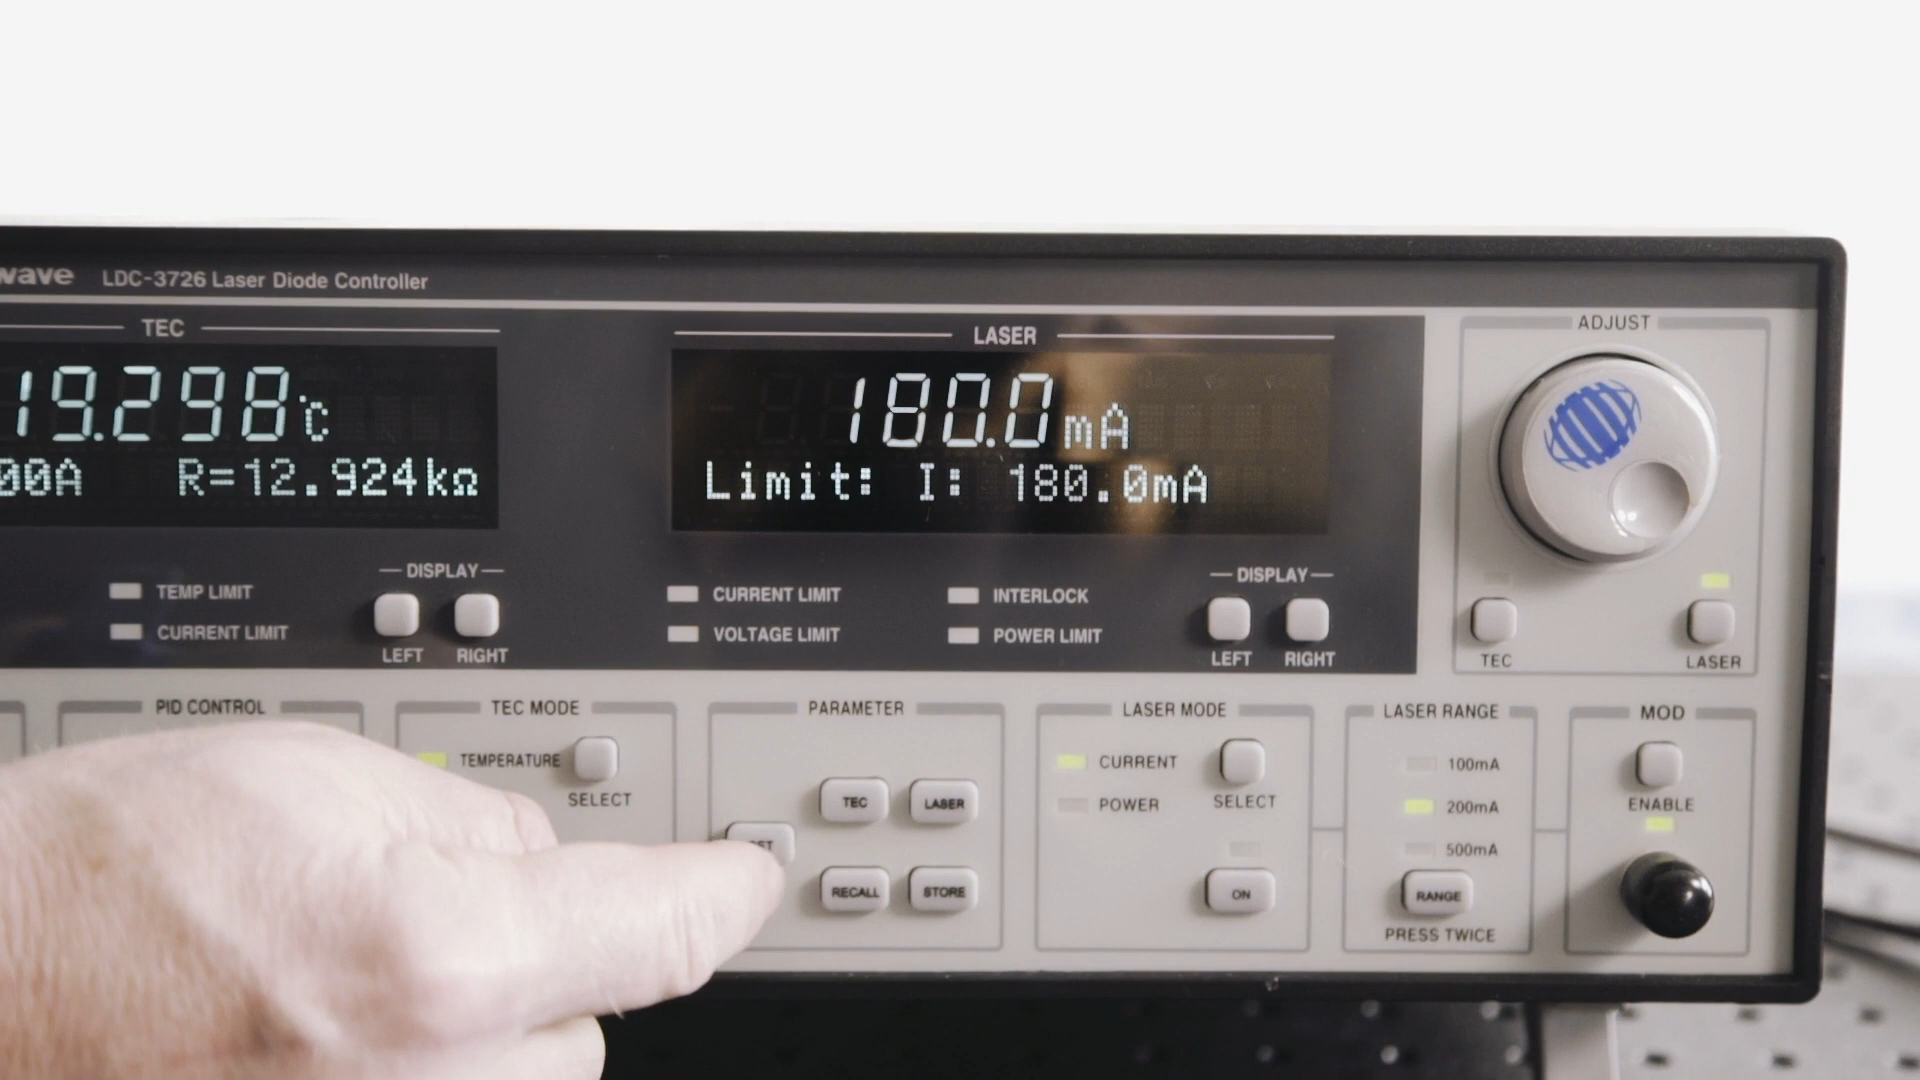 wave LDC-3726 Laser Diode Controller
TEC
LASER
ADJUST
19.298°C
180.0mA
00A R=12.924kΩ
Limit: I: 180.0mA
TEMP LIMIT
CURRENT LIMIT
DISPLAY
LEFT RIGHT
CURRENT LIMIT
VOLTAGE LIMIT
INTERLOCK
POWER LIMIT
DISPLAY
LEFT RIGHT
TEC LASER
PID CONTROL
TEC MODE
TEMPERATURE
SELECT
PARAMETER
TEC LASER
RECALL STORE
LASER MODE
CURRENT
POWER
SELECT
ON
LASER RANGE
100mA
200mA
500mA
RANGE
PRESS TWICE
MOD
ENABLE